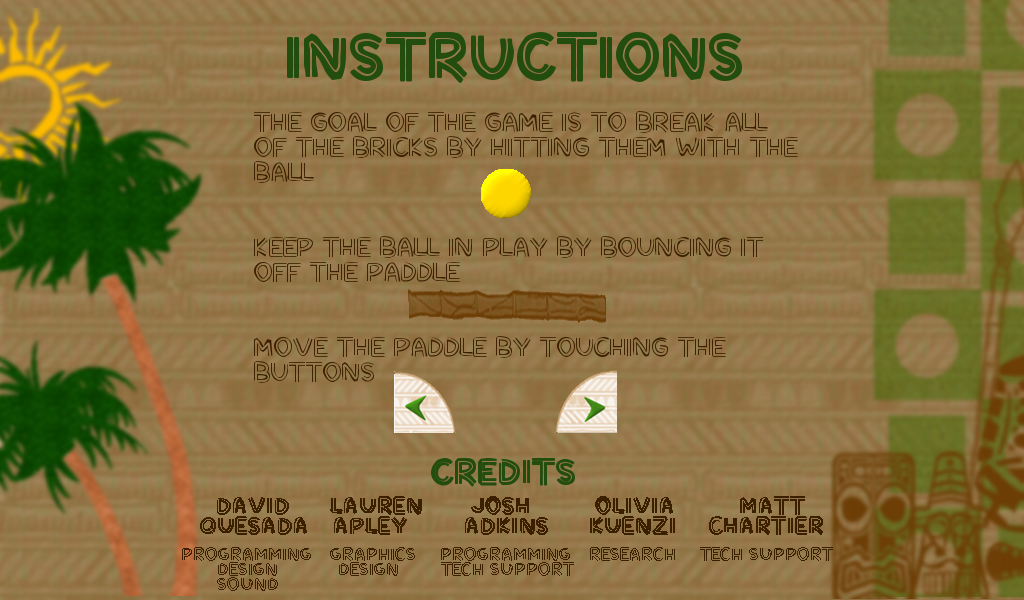 INSTRUCTIONS
THE GOAL OF THE GAME IS TO BREAK ALL
OF THE BRICKS BY HITTING THEM WITH THE
BALL
KEEP THE BALL IN PLAY BY BOUNCING IT
OFF THE PADDLE
MOVE THE PADDLE BY TOUCHING THE
BUTTONS
CREDITS
DAVID
QUESADA
PROGRAMMING
DESIGN
SOUND
LAUREN
APLEY
GRAPHICS
DESIGN
JOSH
ADKINS
PROGRAMMING
TECH SUPPORT
OLIVIA
KUENZI
RESEARCH
MATT
CHARTIER
TECH SUPPORT